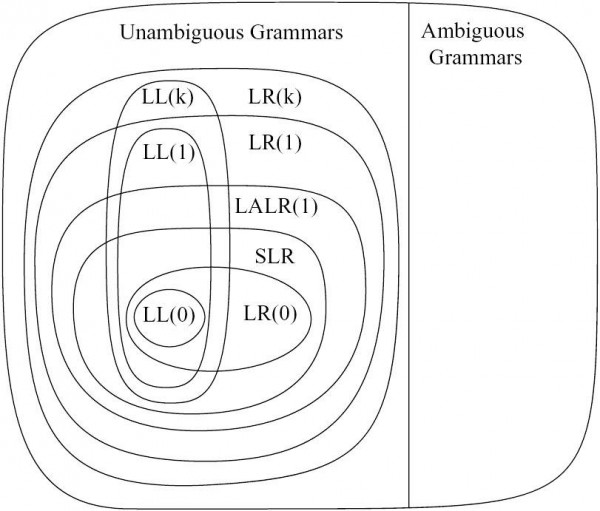 Unambiguous Grammars
Ambiguous
Grammars
LL(k)
LR(k)
LL(1)
LR(1)
LALR(1)
SLR
LL(0)
LR(0)